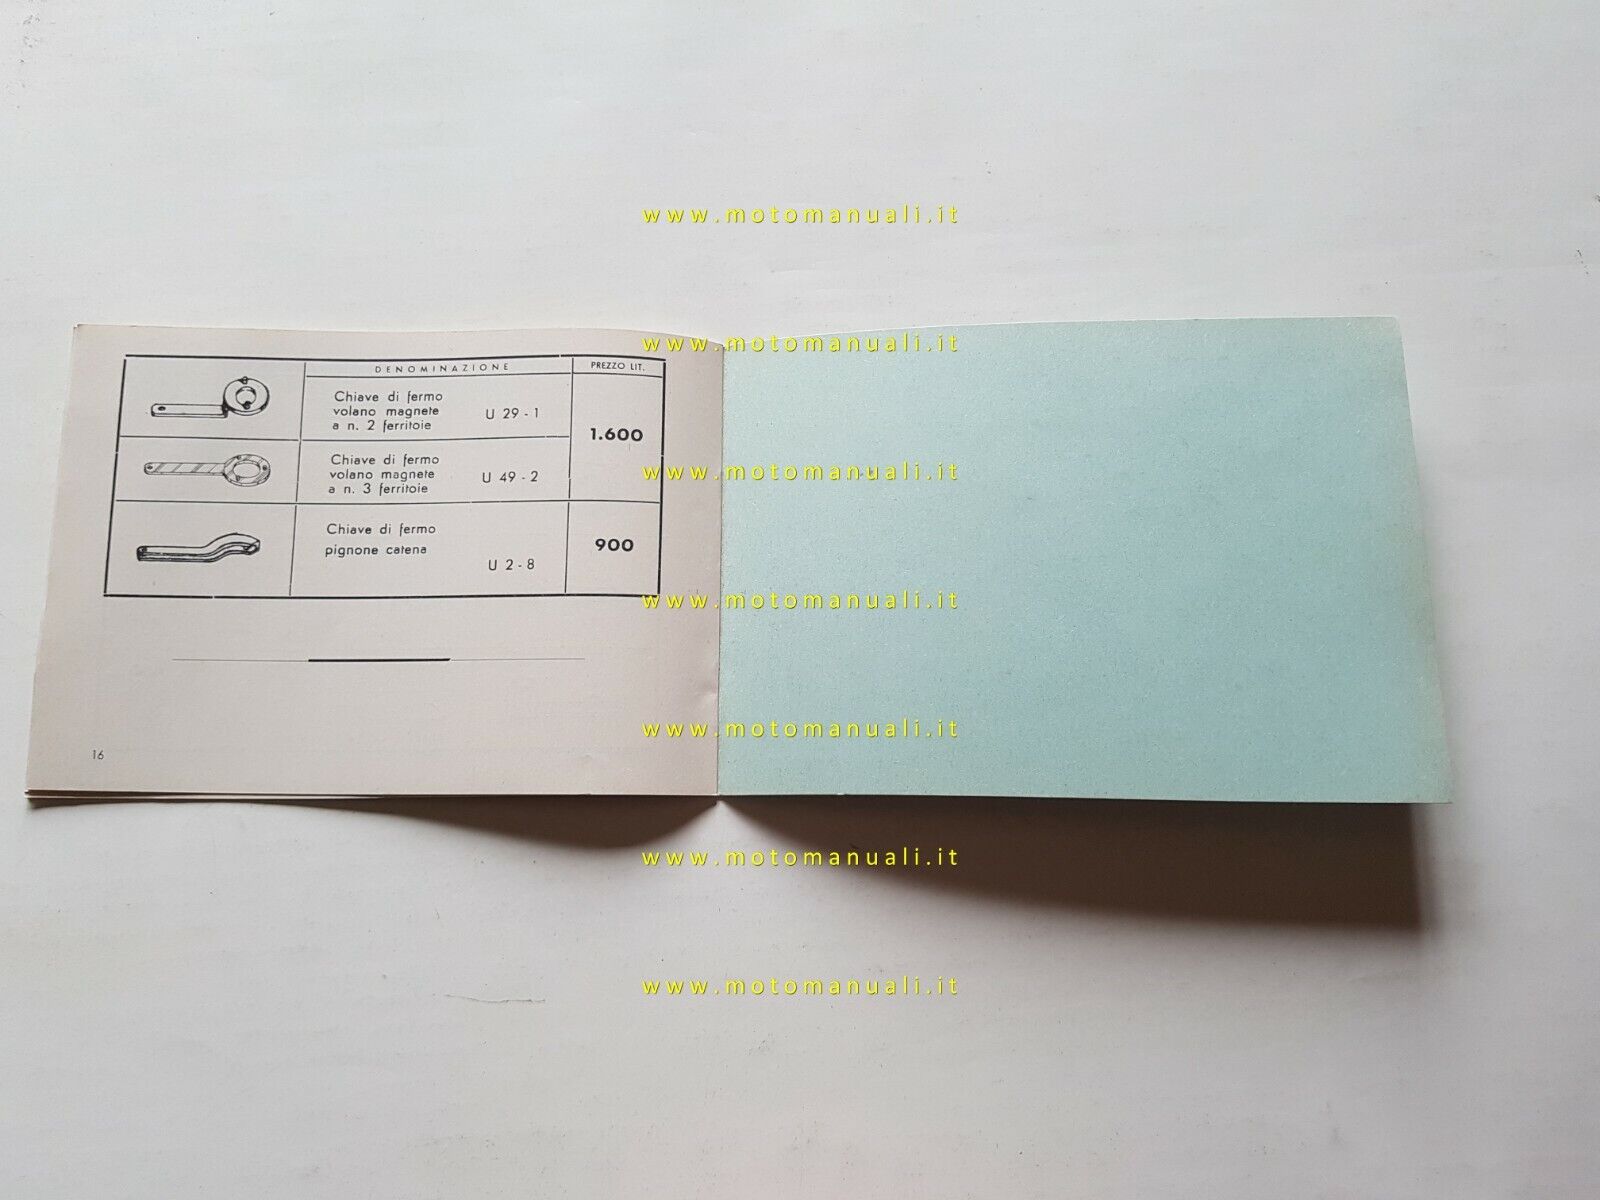 www.motomanuali.it
www.motomanuali.it
DENOMINAZIONE PREZZO LIT.
Chiave di fermo
volano magnete
a n. 2 ferritoie
U 29 - 1
1.600
Chiave di fermo
volano magnete
a n. 3 ferritoie
U 49 - 2
www.motomanuali.it
Chiave di fermo
pignone catena
U 2 - 8
900
www.motomanuali.it
www.motomanuali.it
16
www.motomanuali.it
www.motomanuali.it